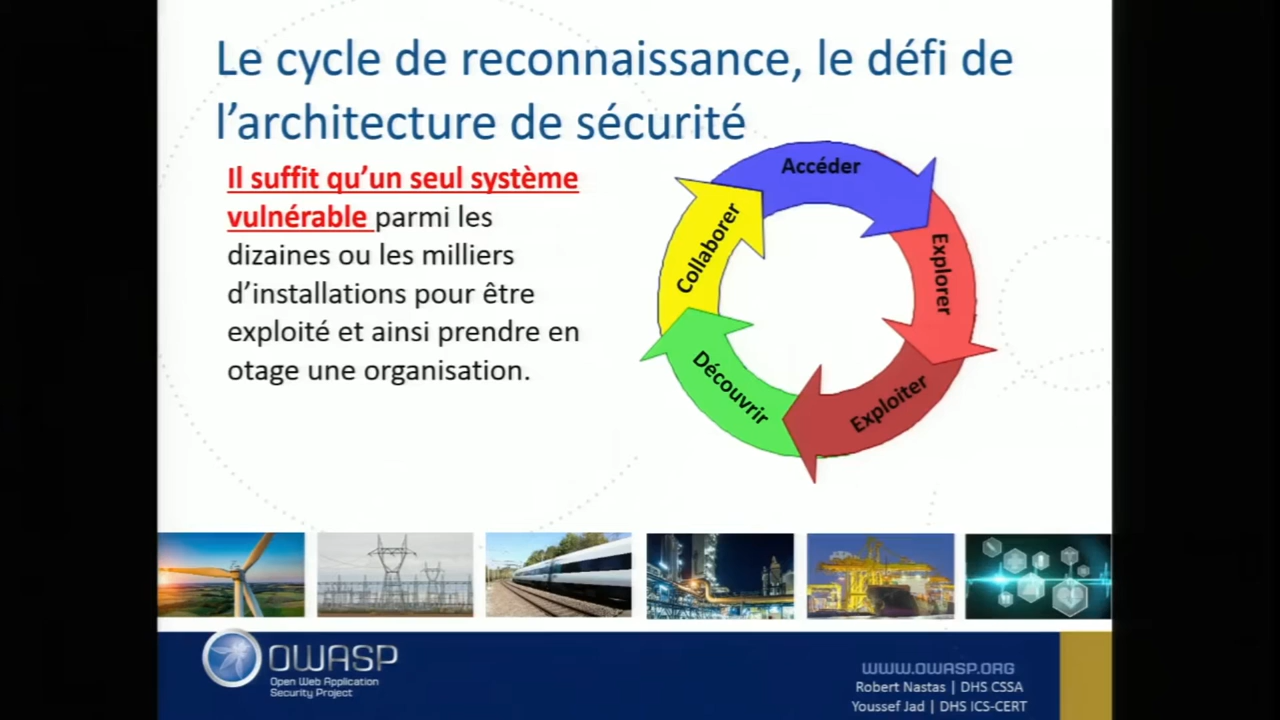 Le cycle de reconnaissance, le défi de
l’architecture de sécurité
Il suffit qu’un seul système
vulnérable parmi les
dizaines ou les milliers
d’installations pour être
exploité et ainsi prendre en
otage une organisation.
Accéder
Explorer
Exploiter
Découvrir
Collaborer
OWASP
Open Web Application
Security Project
WWW.OWASP.ORG
Robert Nastas | DHS CSSA
Youssef Jad | DHS ICS-CERT